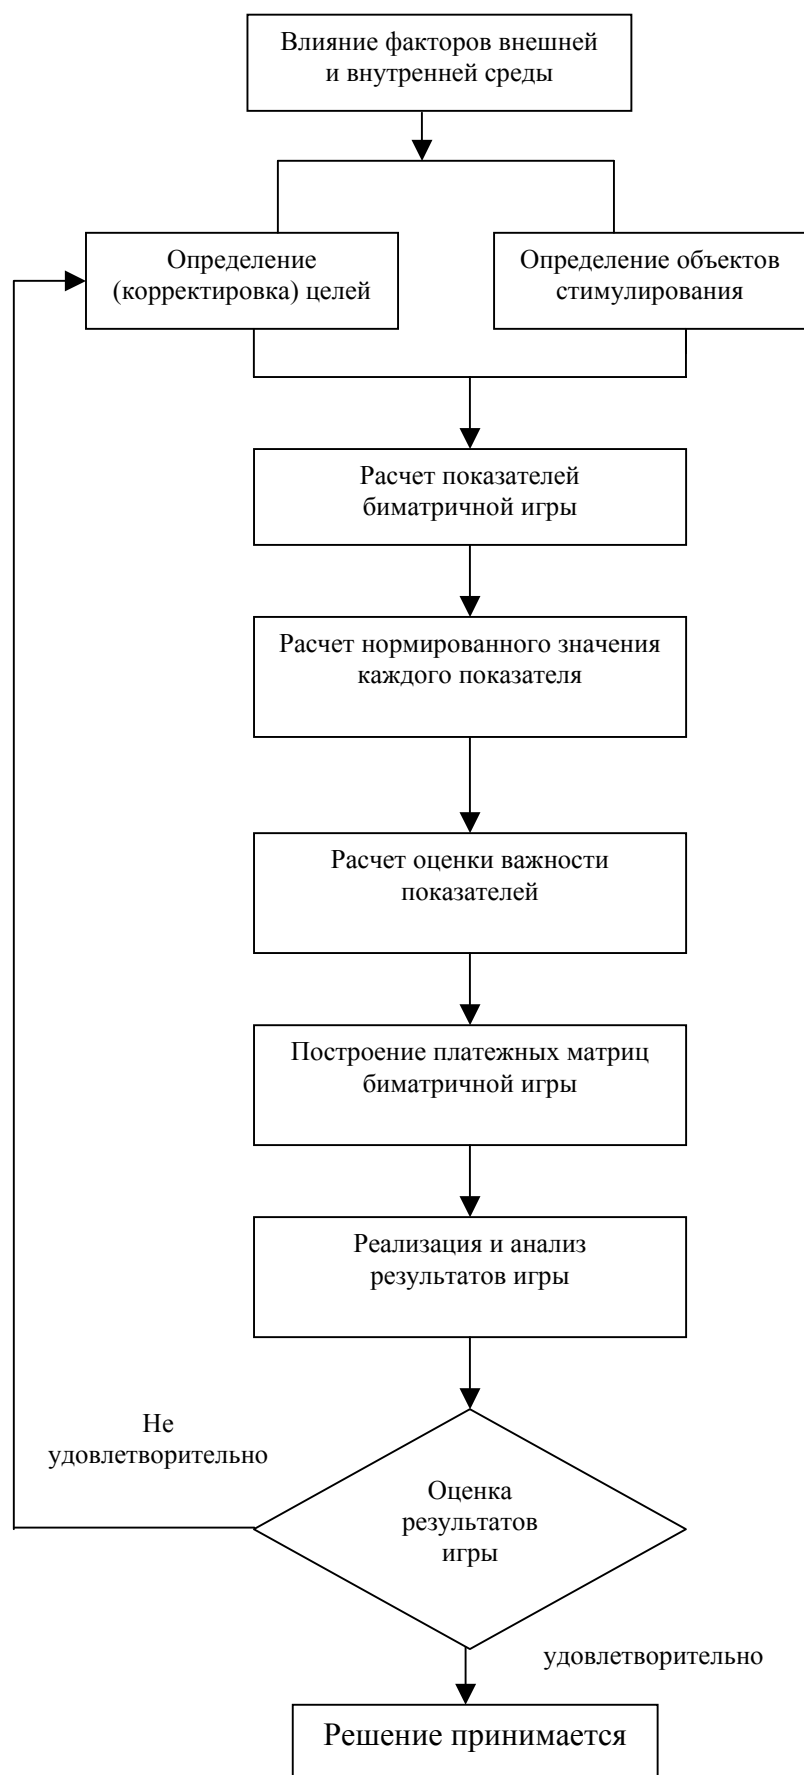 Влияние факторов внешней
и внутренней среды
Определение
(корректировка) целей
Определение объектов
стимулирования
Расчет показателей
биматричной игры
Расчет нормированного значения
каждого показателя
Расчет оценки важности
показателей
Построение платежных матриц
биматричной игры
Реализация и анализ
результатов игры
Не
удовлетворительно
Оценка
результатов
игры
удовлетворительно
Решение принимается